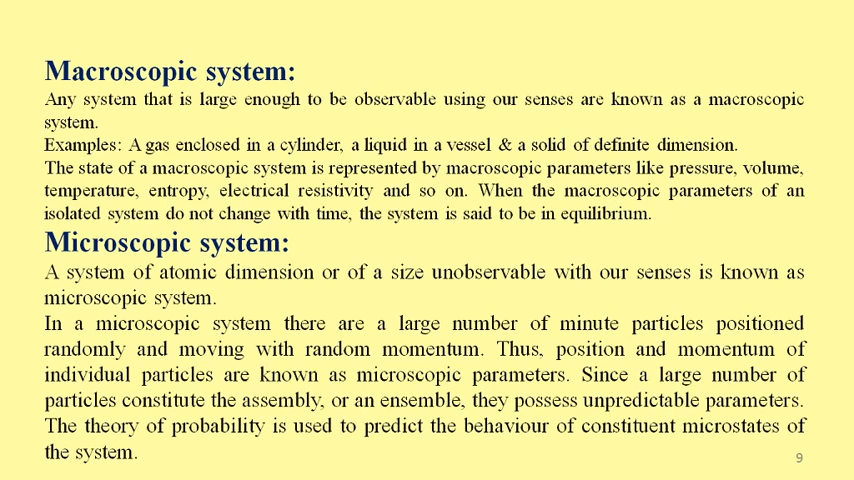 Macroscopic system:
Any system that is large enough to be observable using our senses are known as a macroscopic
system.
Examples: A gas enclosed in a cylinder, a liquid in a vessel & a solid of definite dimension.
The state of a macroscopic system is represented by macroscopic parameters like pressure, volume,
temperature, entropy, electrical resistivity and so on. When the macroscopic parameters of an
isolated system do not change with time, the system is said to be in equilibrium.
Microscopic system:
A system of atomic dimension or of a size unobservable with our senses is known as
microscopic system.
In a microscopic system there are a large number of minute particles positioned
randomly and moving with random momentum. Thus, position and momentum of
individual particles are known as microscopic parameters. Since a large number of
particles constitute the assembly, or an ensemble, they possess unpredictable parameters.
The theory of probability is used to predict the behaviour of constituent microstates of
the system.
9